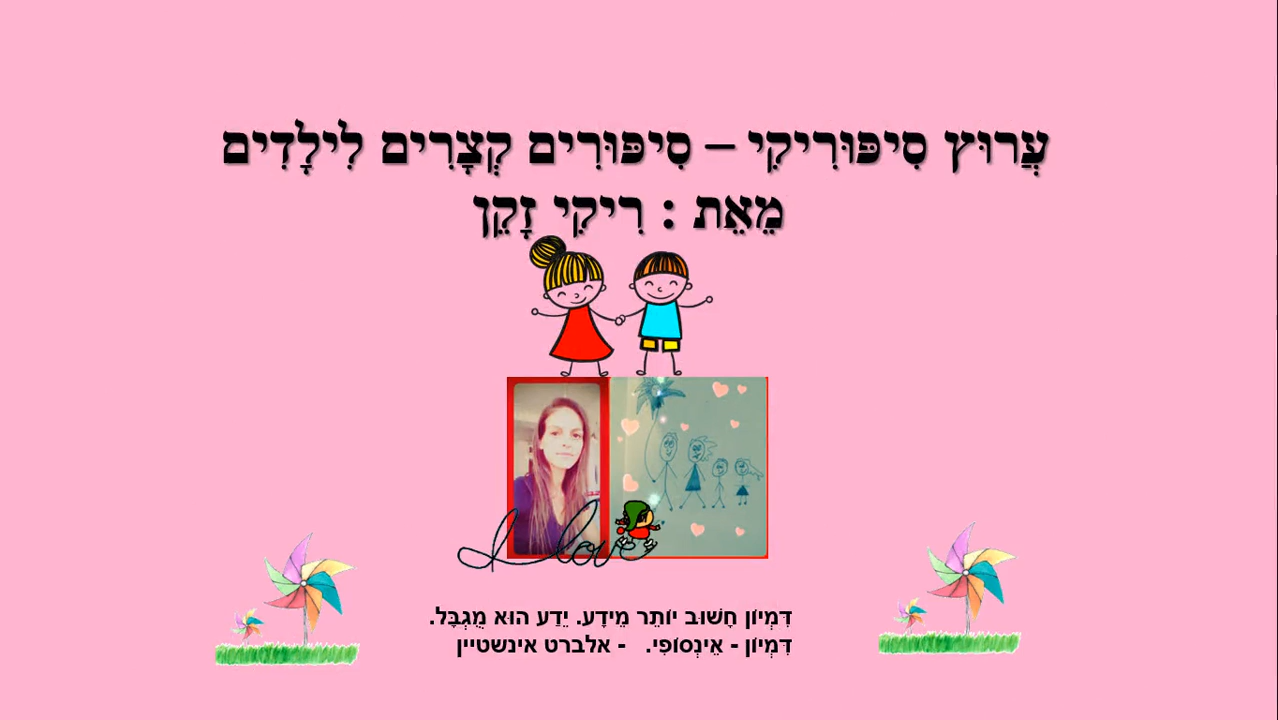 עֲרוּץ סִיפּוּרִיקִי – סִיפּוּרִים קְצָרִים לִילָדִים
מֵאֵת : רִיקִי זָקֵן
I love
דִּמְיוֹן חָשׁוּב יוֹתֵר מֵידָע. יֵדַע הוּא מֻגְבָּל.
דִּמְיוֹן - אֵינְסוֹפִי. - אלברט אינשטיין